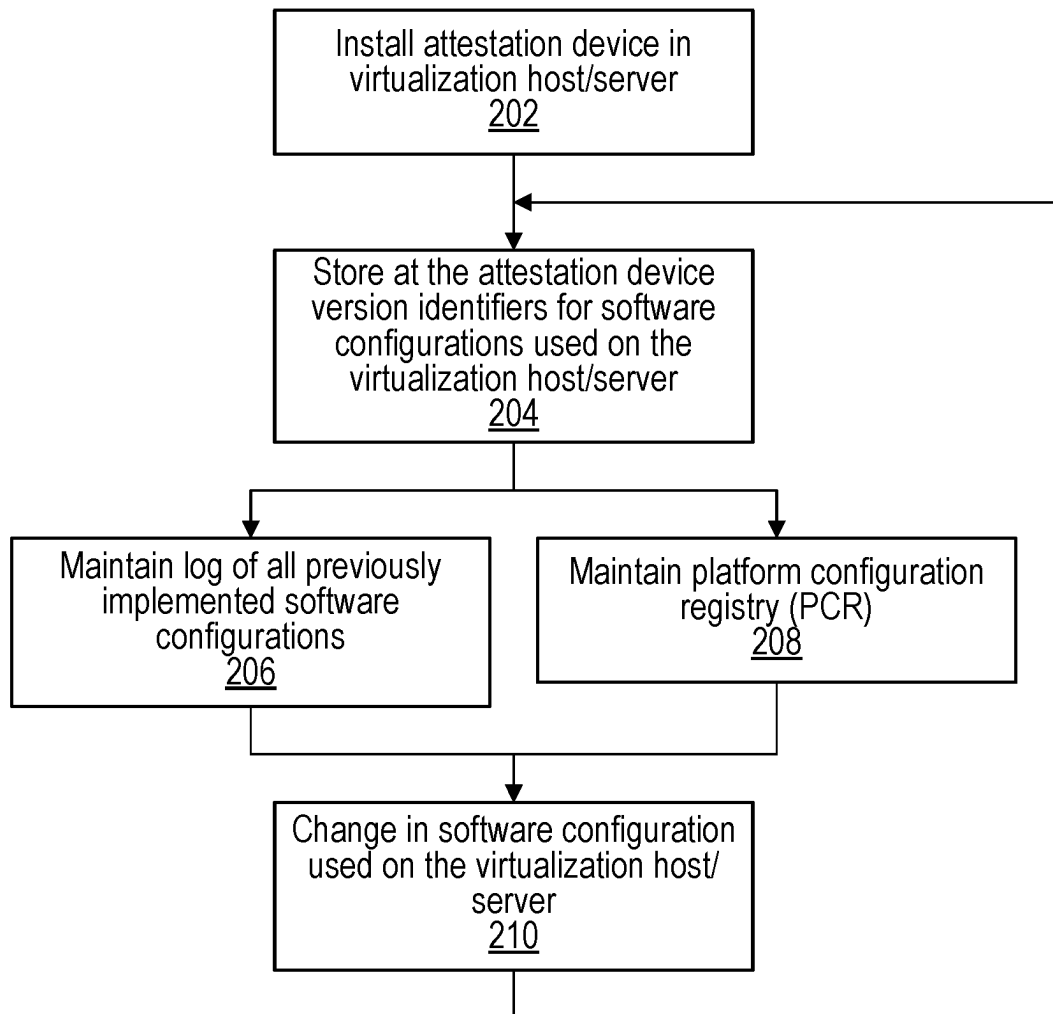 Install attestation device in
virtualization host/server
202
Store at the attestation device
version identifiers for software
configurations used on the
virtualization host/server
204
Maintain log of all previously
implemented software
configurations
206
Maintain platform configuration
registry (PCR)
208
Change in software configuration
used on the virtualization host/
server
210